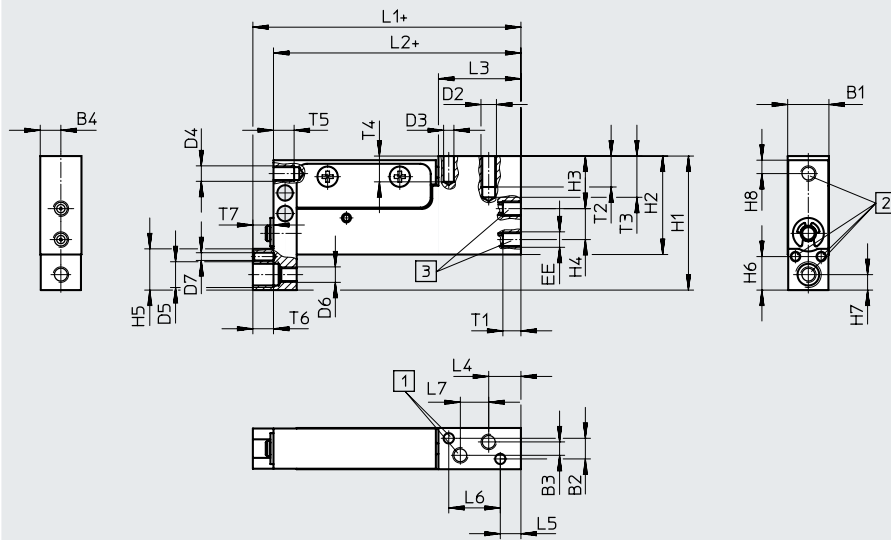 L1+
L2+
L3
D2
D3
T4
T5
D4
B4
B1
H3
T2
T3
H2
H1
H8
2
T7
H5
D5
D7
T6
D6
3
T1
EE
H4
H6
H7
1
L4
L7
L6
L5
B3
B2